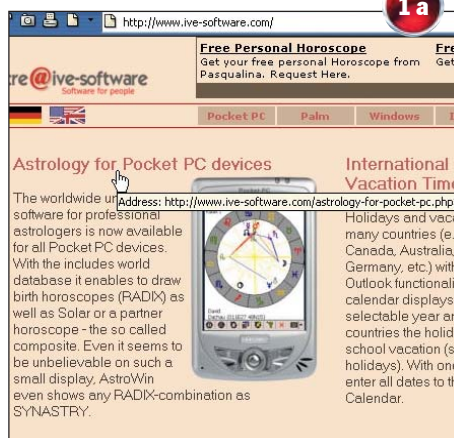 1 a
http://www.ive-software.com/
Free Personal Horoscope
Get your free personal Horoscope from
Pasqualina. Request Here.
Fre
Get
re@ive-software
Software for people
Pocket PC Palm Windows
Astrology for Pocket PC devices
The worldwide
Address: http://www.ive-software.com/astrology-for-pocket-pc.php
software for professional
astrologers is now available
for all Pocket PC devices.
With the includes world
database it enables to draw
birth horoscopes (RADIX) as
well as Solar or a partner
horoscope - the so called
composite. Even it seems to
be unbelievable on such a
small display, AstroWin
even shows any RADIX-combination as
SYNASTRY.
International
Vacation Time
Holidays and vaca
many countries (e.
Canada, Australia,
Germany, etc.) with
Outlook functionali
calendar displays
selectable year an
countries the holid
school vacation (s
holidays). With one
enter all dates to th
Calendar.